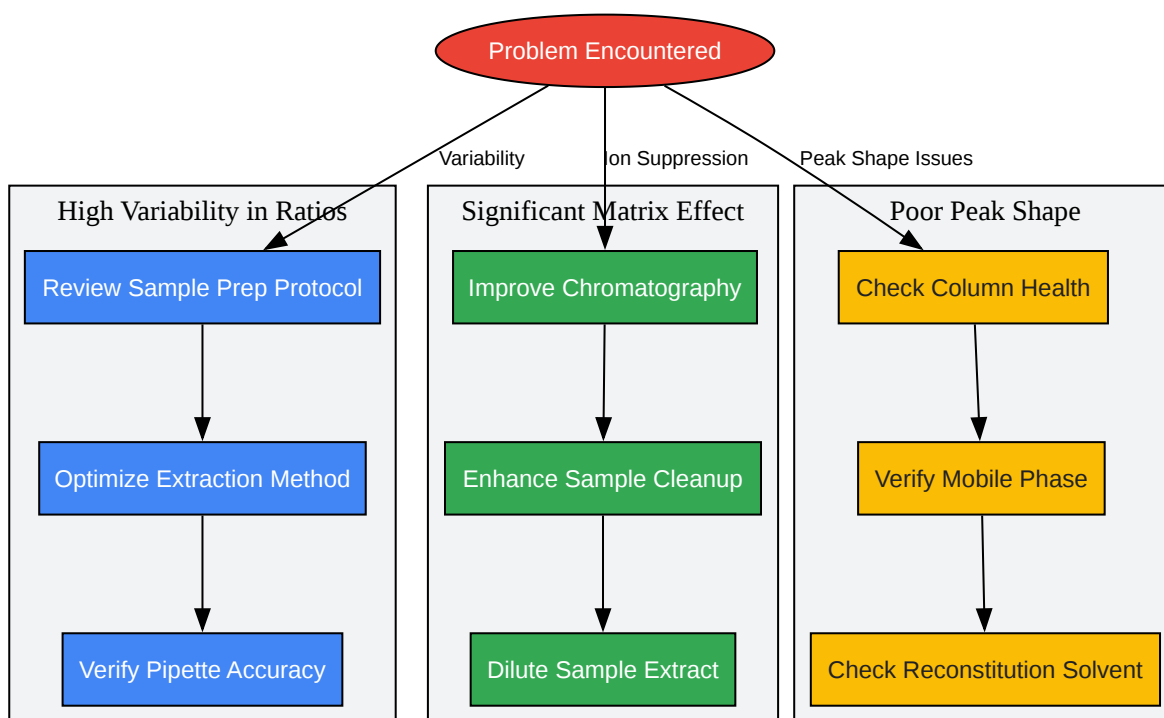 Problem Encountered
Variability
Ion Suppression
Peak Shape Issues
High Variability in Ratios
Significant Matrix Effect
Poor Peak Shape
Review Sample Prep Protocol
Improve Chromatography
Check Column Health
Optimize Extraction Method
Enhance Sample Cleanup
Verify Mobile Phase
Verify Pipette Accuracy
Dilute Sample Extract
Check Reconstitution Solvent